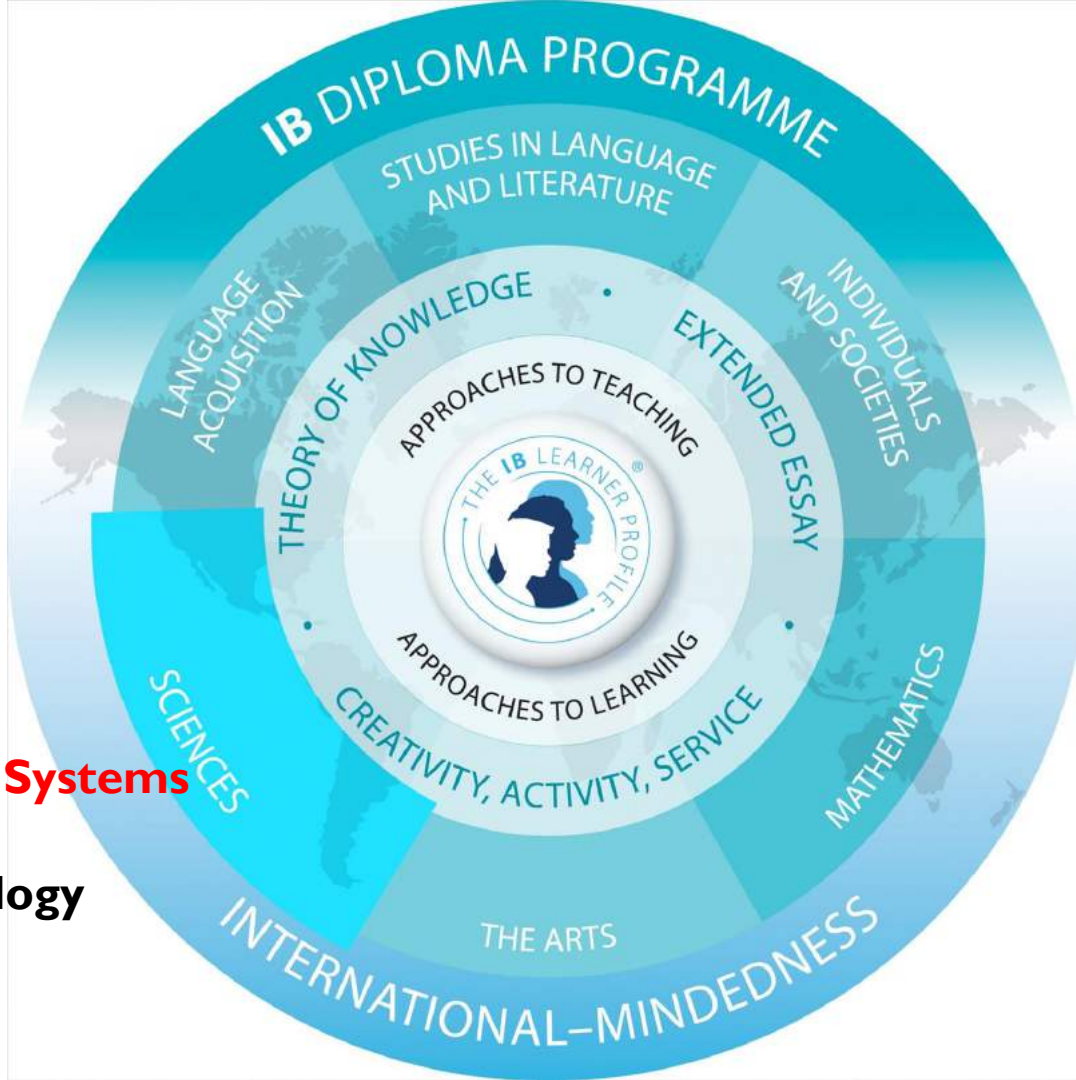 IB DIPLOMA PROGRAMME
STUDIES IN LANGUAGE
AND LITERATURE
LANGUAGE
ACQUISITION
INDIVIDUALS
AND SOCIETIES
THEORY OF KNOWLEDGE
•
EXTENDED ESSAY
APPROACHES TO TEACHING
THE IB LEARNER PROFILE ®
APPROACHES TO LEARNING
•
CREATIVITY, ACTIVITY, SERVICE
•
SCIENCES
MATHEMATICS
Systems
logy
THE ARTS
INTERNATIONAL–MINDEDNESS